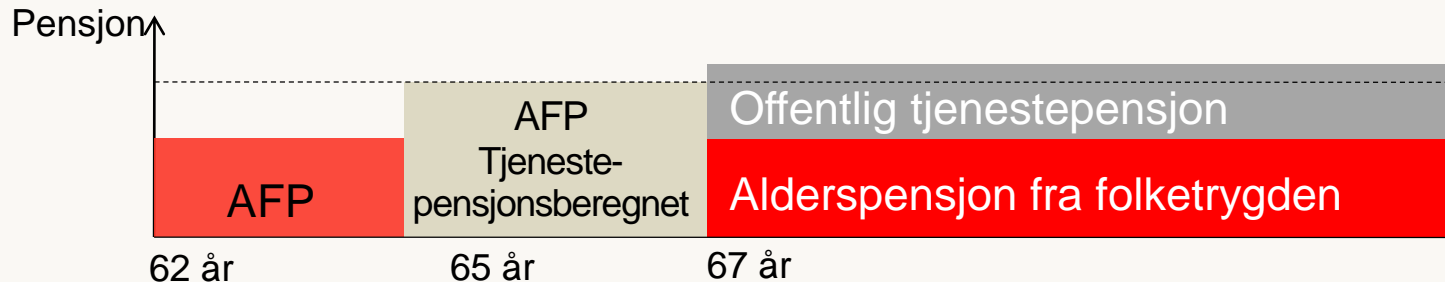 Pensjon
AFP
AFP
Tjeneste-
pensjonsberegnet
Offentlig tjenestepensjon
Alderspensjon fra folketrygden
62 år
65 år
67 år